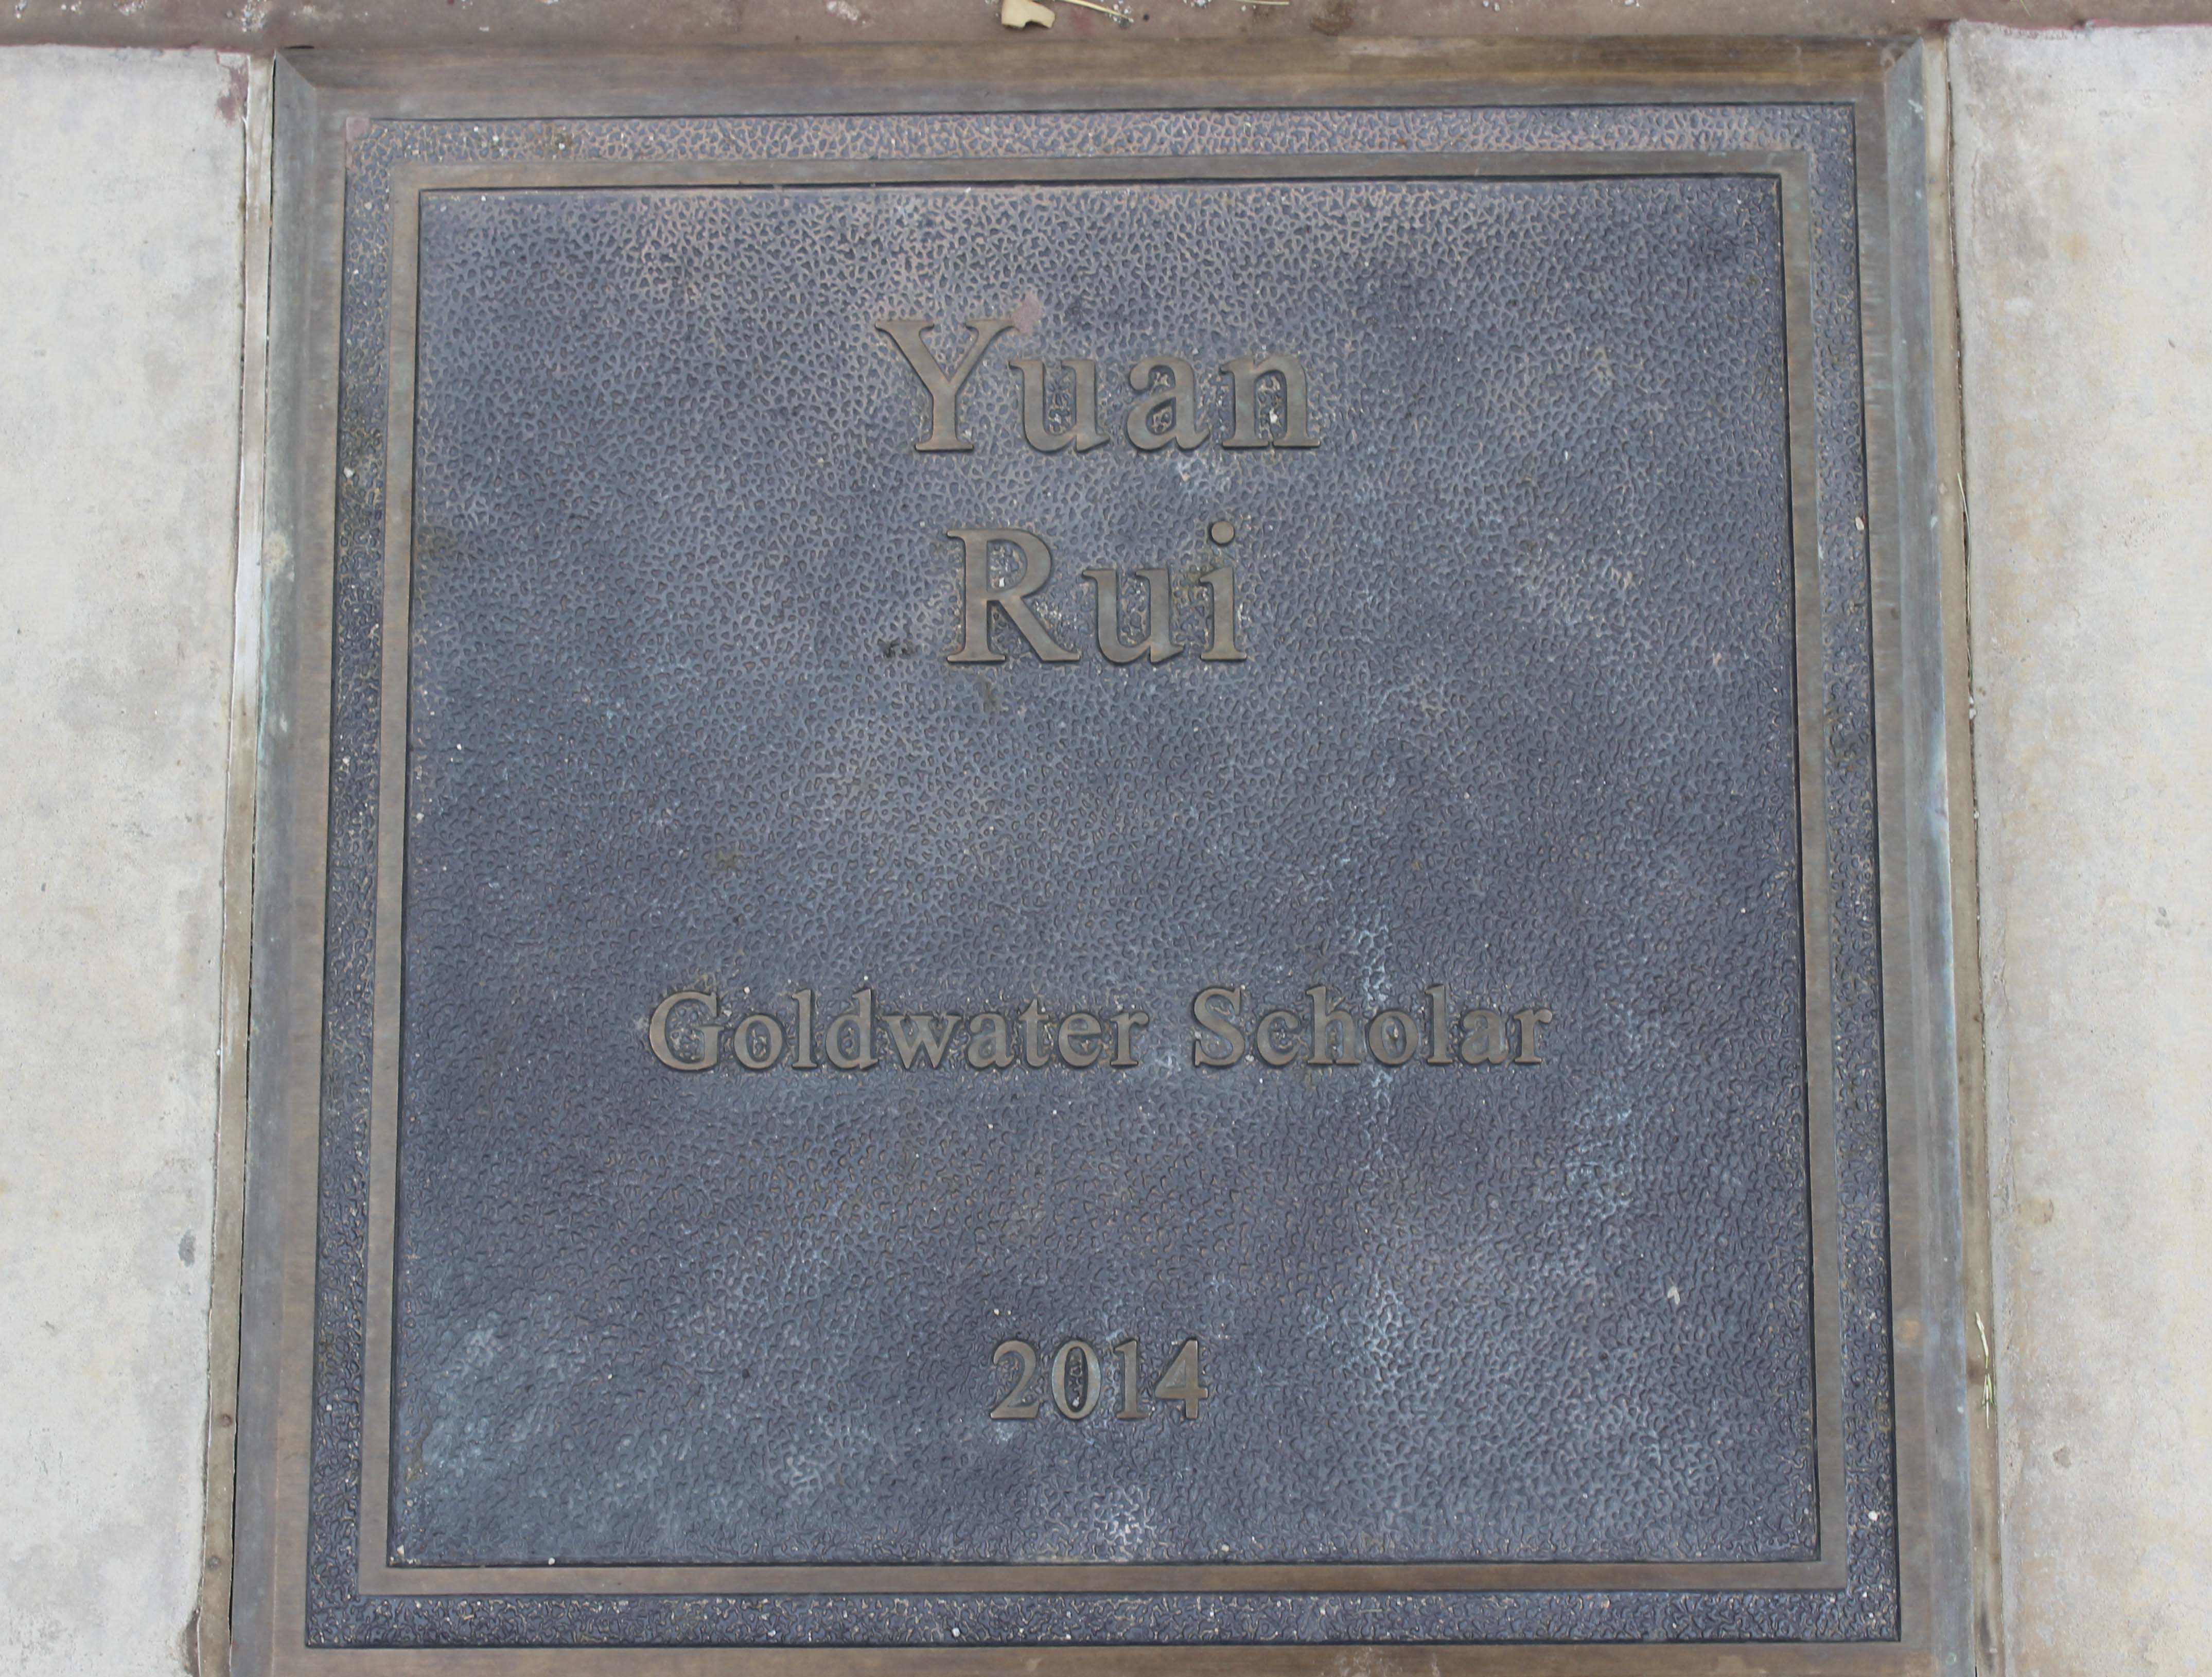 Yuan
Rui
Goldwater Scholar
2014